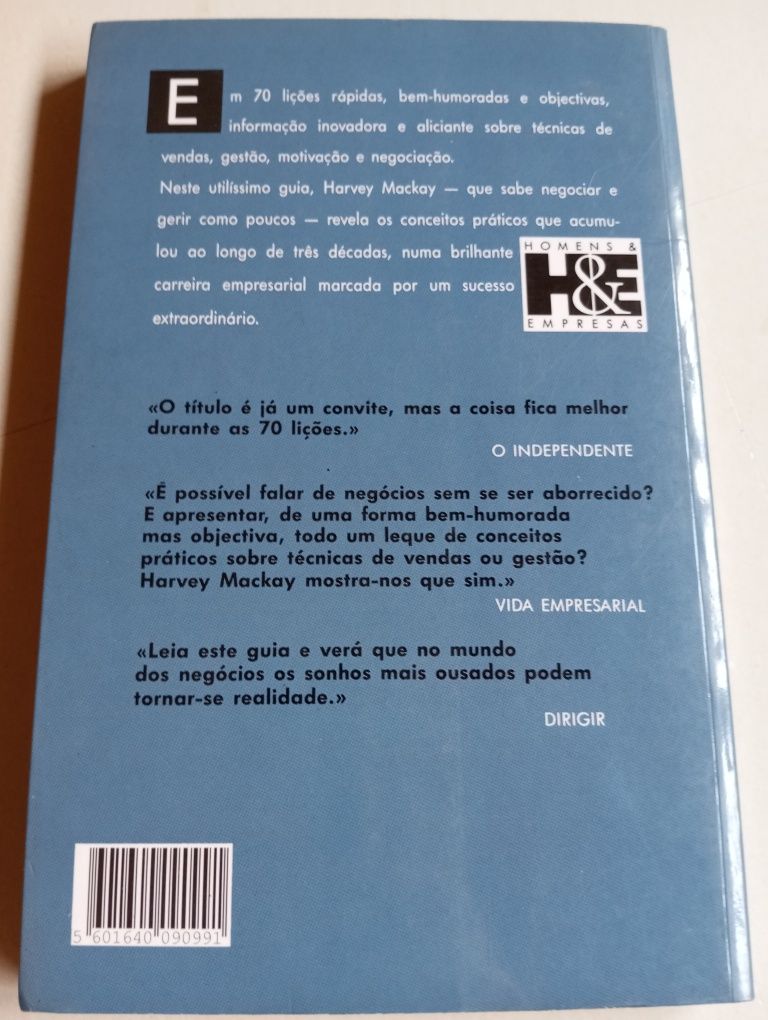 Em 70 lições rápidas, bem-humoradas e objectivas,
informação inovadora e aliciante sobre técnicas de
vendas, gestão, motivação e negociação.
Neste utilíssimo guia, Harvey Mackay — que sabe negociar e
gerir como poucos — revela os conceitos práticos que acumu-
lou ao longo de três décadas, numa brilhante
carreira empresarial marcada por um sucesso
extraordinário.
HOMENS &
H&E
EMPRESAS
«O título é já um convite, mas a coisa fica melhor
durante as 70 lições.»
O INDEPENDENTE
«É possível falar de negócios sem se ser aborrecido?
E apresentar, de uma forma bem-humorada
mas objectiva, todo um leque de conceitos
práticos sobre técnicas de vendas ou gestão?
Harvey Mackay mostra-nos que sim.»
VIDA EMPRESARIAL
«Leia este guia e verá que no mundo
dos negócios os sonhos mais ousados podem
tornar-se realidade.»
DIRIGIR
5 601640 090991